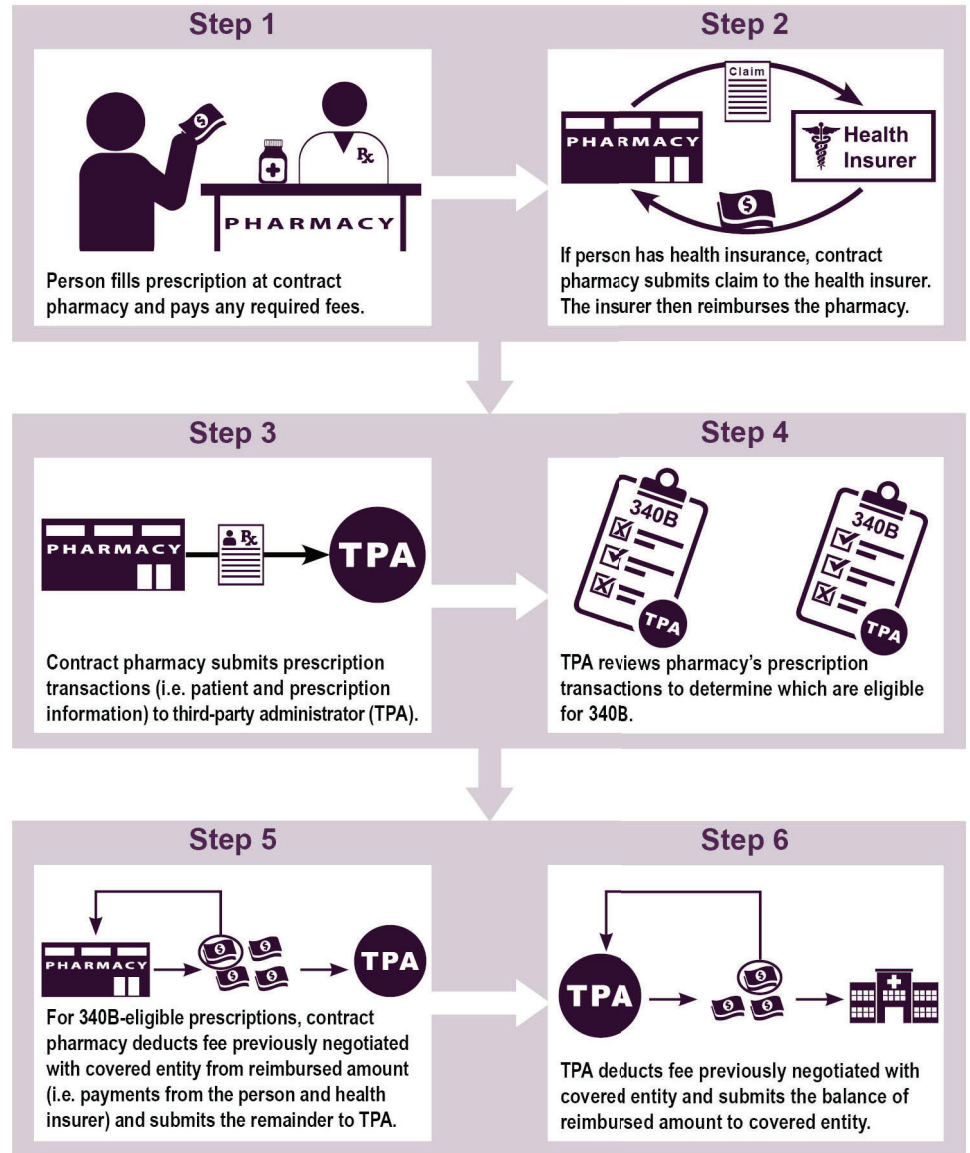 Step 1
PHARMACY
Rx
Person fills prescription at contract
pharmacy and pays any required fees.
Step 2
Claim
PHARMACY
Health
Insurer
If person has health insurance, contract
pharmacy submits claim to the health insurer.
The insurer then reimburses the pharmacy.
Step 3
PHARMACY
Rx
TPA
Contract pharmacy submits prescription
transactions (i.e. patient and prescription
information) to third-party administrator (TPA).
Step 4
340B
TPA
340B
TPA
TPA reviews pharmacy's prescription
transactions to determine which are eligible
for 340B.
Step 5
$
$
$
$
PHARMACY
TPA
For 340B-eligible prescriptions, contract
pharmacy deducts fee previously negotiated
with covered entity from reimbursed amount
(i.e. payments from the person and health
insurer) and submits the remainder to TPA.
Step 6
TPA
$
$
$
TPA deducts fee previously negotiated with
covered entity and submits the balance of
reimbursed amount to covered entity.